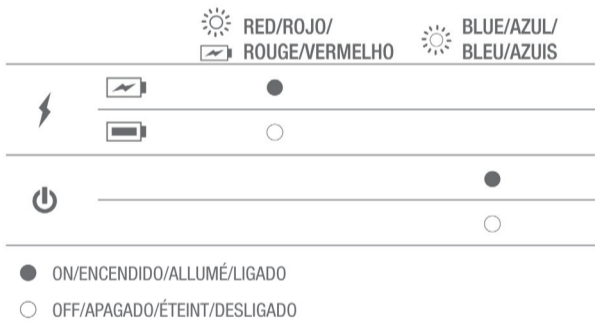 RED/ROJO/
ROUGE/VERMELHO
BLUE/AZUL/
BLEU/AZUIS
ON/ENCENDIDO/ALLUMÉ/LIGADO
OFF/APAGADO/ÉTEINT/DESLIGADO